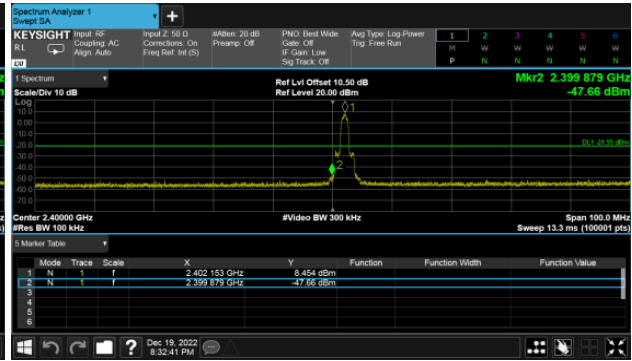 Spectrum Analyzer 1
Swept SA
+
KEYSIGHT Input: RF Input Z: 50 Ω #Atten: 20 dB PNO: Best Wide Avg Type: Log-Power 1 2 3 4 5 6
RL Coupling: AC Corrections: On Preamp: Off Gate: Off Trig: Free Run M W W W W W
Align: Auto Freq Ref: Int (S) IF Gain: Low P N N N N N
LXI Sig Track: Off
1 Spectrum Ref Lvl Offset 10.50 dB Mkr2 2.399 879 GHz
Scale/Div 10 dB Ref Level 20.00 dBm -47.66 dBm
Log
10.0 1
0.00
-10.0
-20.0 DL1 -21.55 dBm
-30.0
-40.0 2
-50.0
-60.0
-70.0
Center 2.40000 GHz #Video BW 300 kHz Span 100.0 MHz
#Res BW 100 kHz Sweep 13.3 ms (100001 pts)
5 Marker Table
Mode Trace Scale X Y Function Function Width Function Value
1 N 1 f 2.402 153 GHz 8.454 dBm
2 N 1 f 2.399 879 GHz -47.66 dBm
3
4
5
6
? Dec 19, 2022
8:32:41 PM